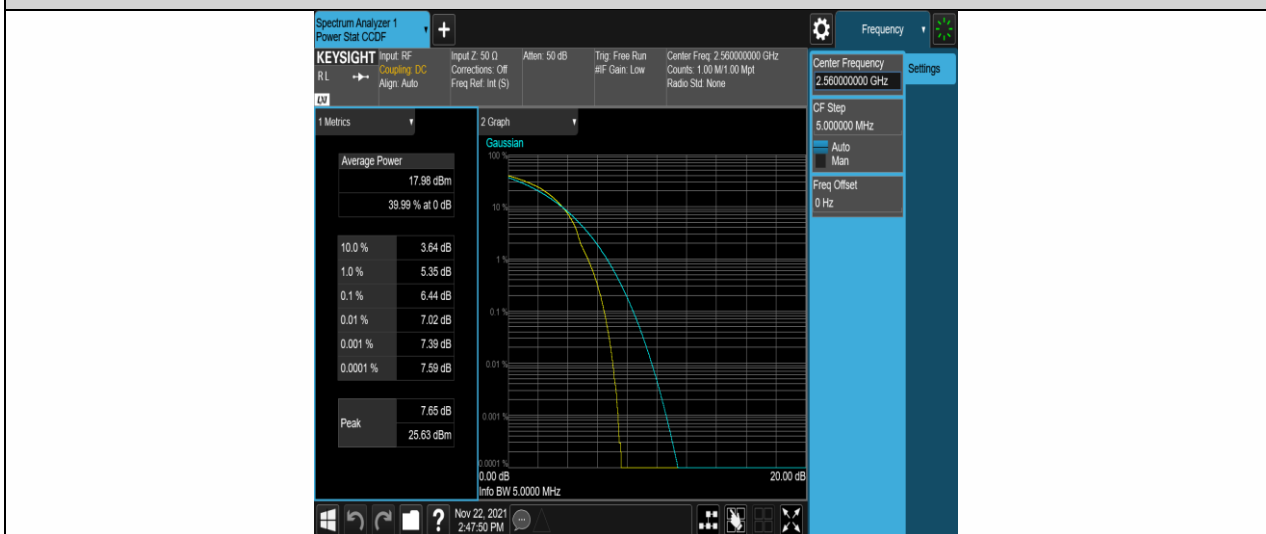 Spectrum Analyzer 1
Power Stat CCDF
+
Frequency
KEYSIGHT
RL
LXI
Input: RF
Coupling: DC
Align: Auto
Input Z: 50 Ω
Corrections: Off
Freq Ref: Int (S)
Atten: 50 dB
Trig: Free Run
#IF Gain: Low
Center Freq: 2.560000000 GHz
Counts: 1.00 M/1.00 Mpt
Radio Std: None
Center Frequency
2.560000000 GHz
Settings
CF Step
5.000000 MHz
Auto
Man
Freq Offset
0 Hz
1 Metrics
Average Power
17.98 dBm
39.99 % at 0 dB
10.0 % 3.64 dB
1.0 % 5.35 dB
0.1 % 6.44 dB
0.01 % 7.02 dB
0.001 % 7.39 dB
0.0001 % 7.59 dB
Peak
7.65 dB
25.63 dBm
2 Graph
Gaussian
100 %
10 %
1 %
0.1 %
0.01 %
0.001 %
0.0001 %
0.00 dB 20.00 dB
Info BW 5.0000 MHz
?
Nov 22, 2021
2:47:50 PM